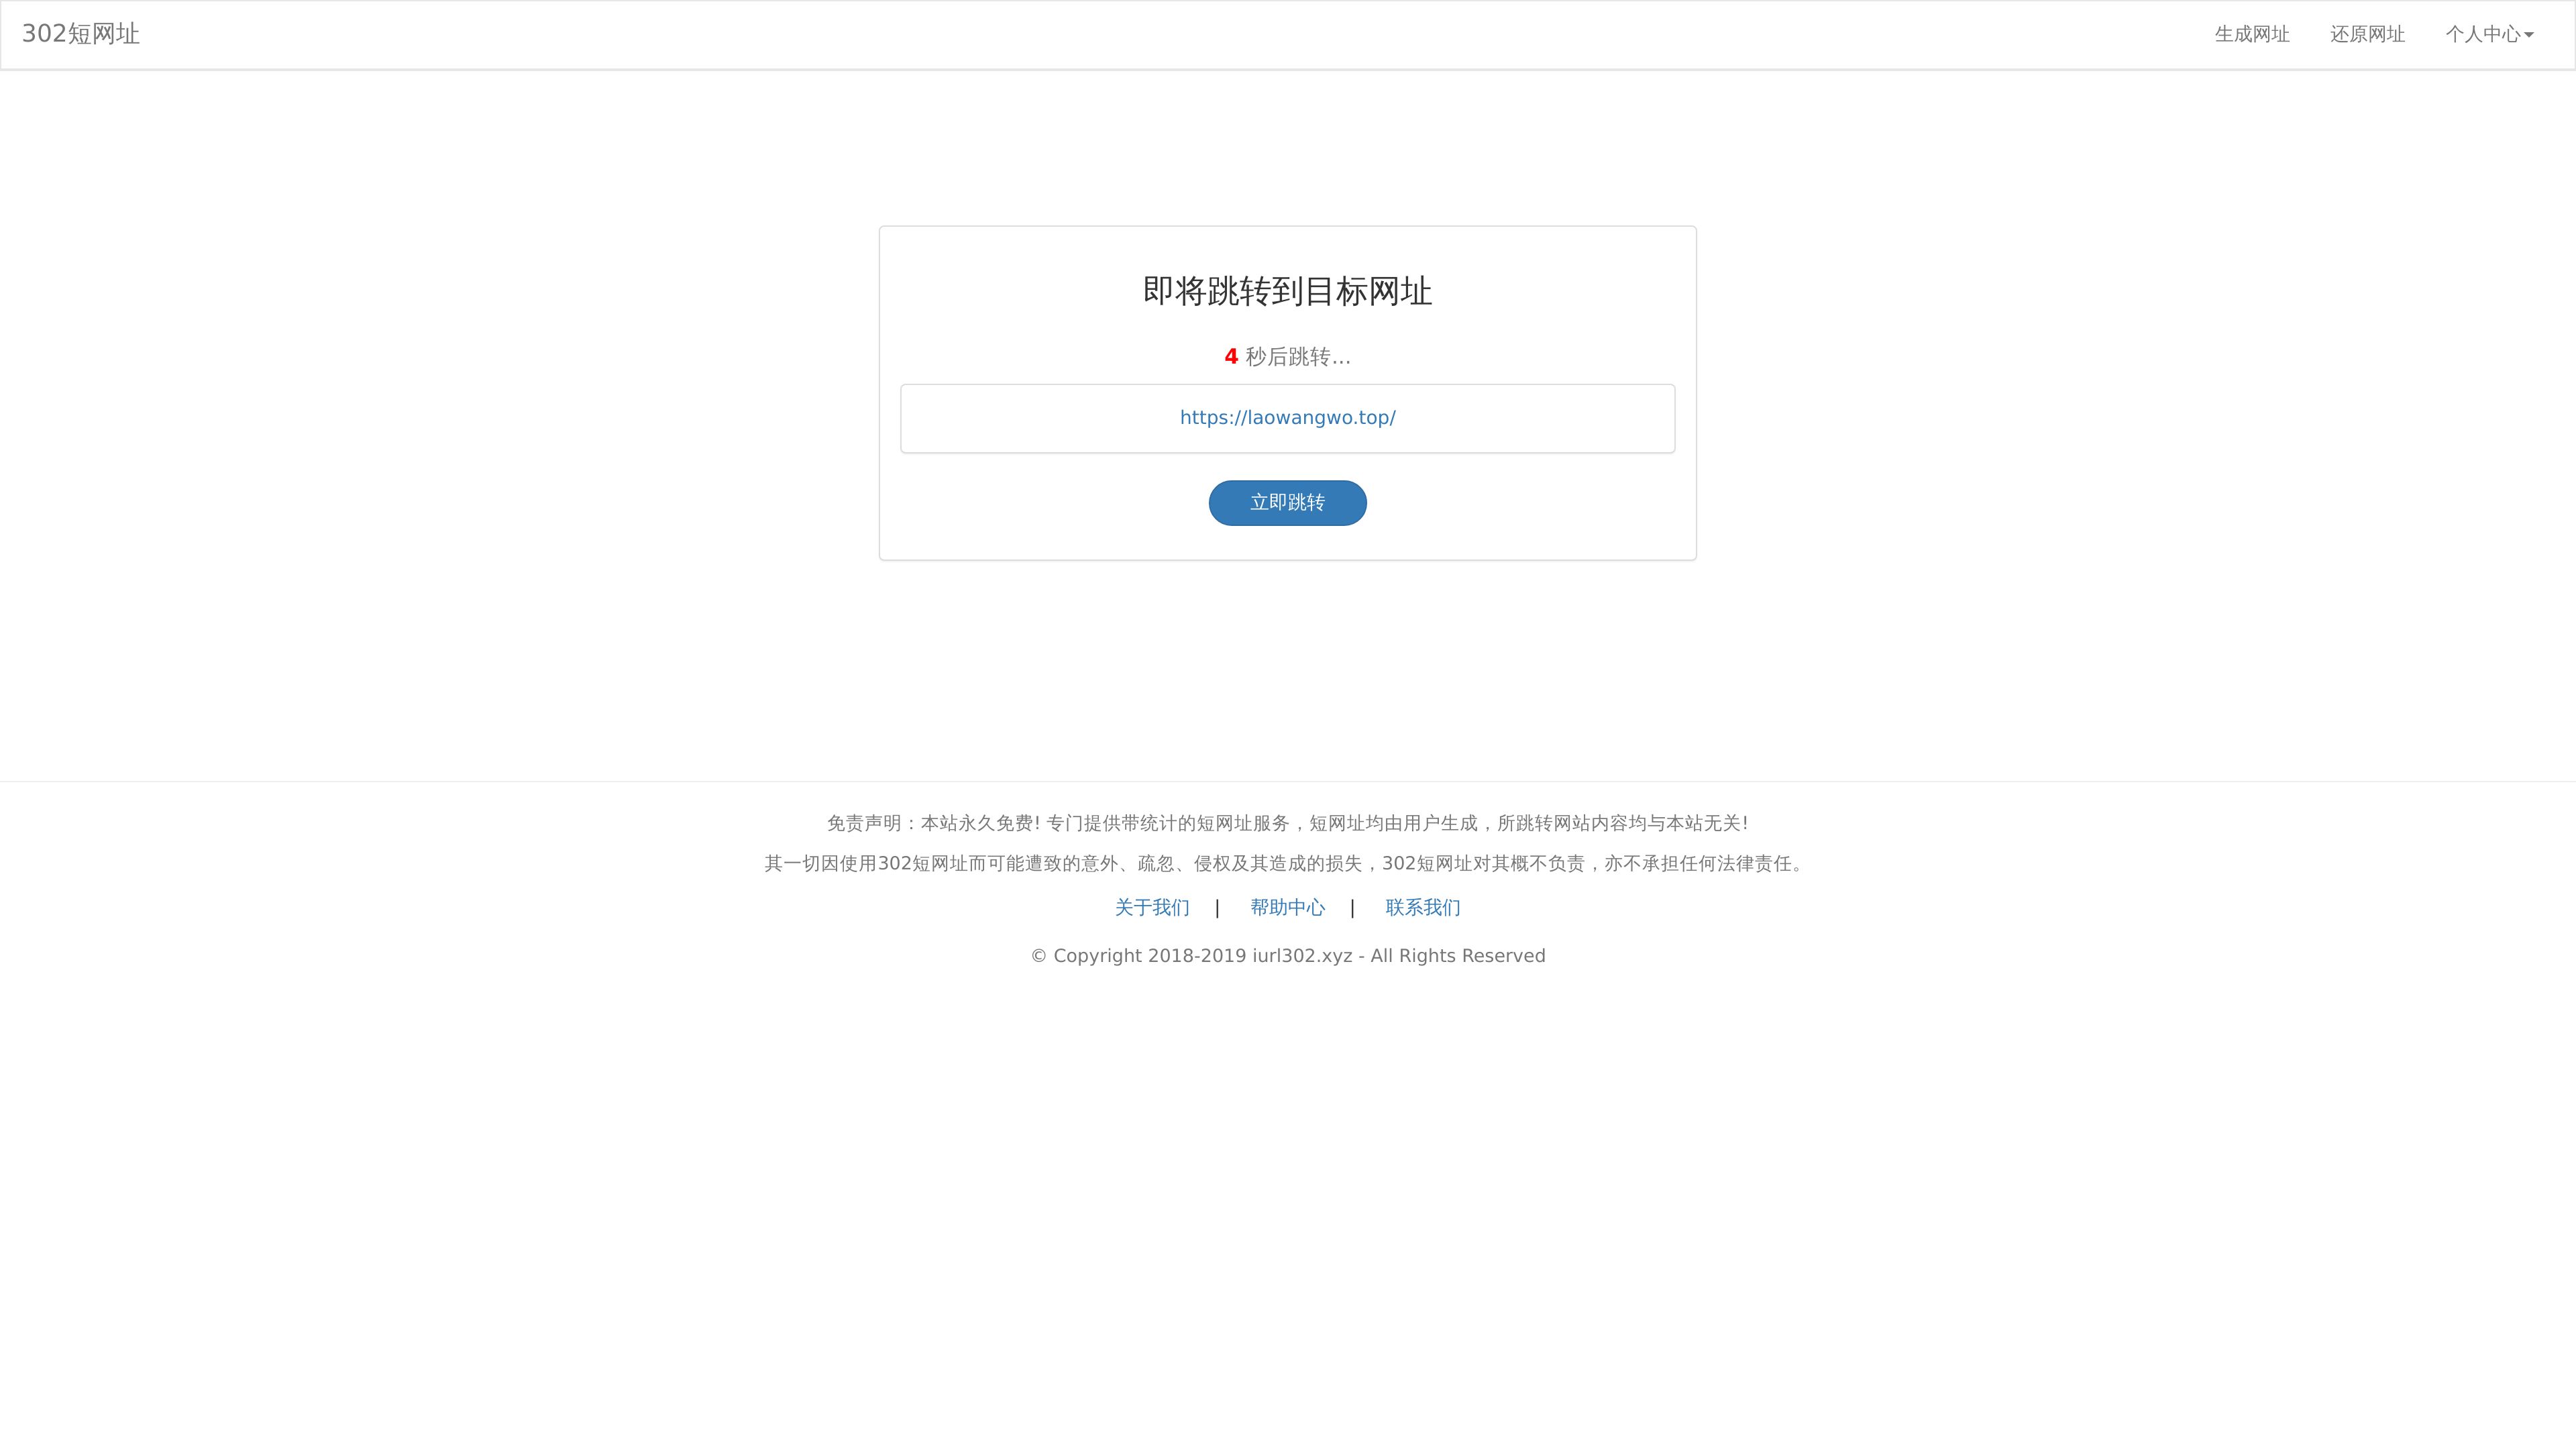 302短网址
生成网址 还原网址 个人中心
即将跳转到目标网址
4 秒后跳转...
https://laowangwo.top/
立即跳转
免责声明：本站永久免费! 专门提供带统计的短网址服务，短网址均由用户生成，所跳转网站内容均与本站无关!
其一切因使用302短网址而可能遭致的意外、疏忽、侵权及其造成的损失，302短网址对其概不负责，亦不承担任何法律责任。
关于我们 | 帮助中心 | 联系我们
© Copyright 2018-2019 iurl302.xyz - All Rights Reserved